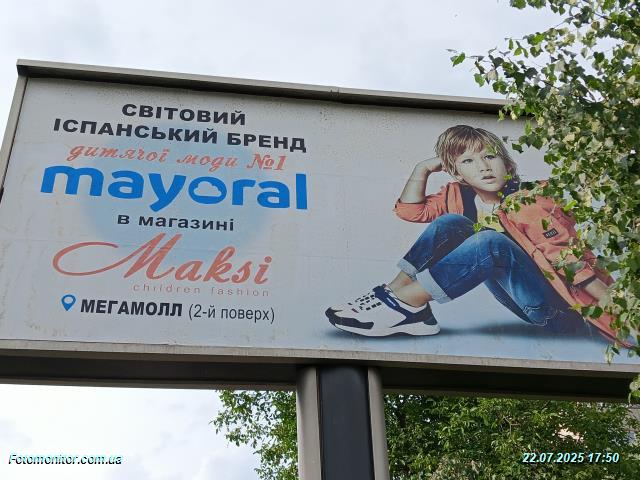 СВІТОВИЙ
ІСПАНСЬКИЙ БРЕНД
дитячої моди №1
mayoral
в магазині
Maksi
children fashion
МЕГАМОЛЛ (2-й поверх)
Fotomonitor.com.ua
22.07.2025 17:50